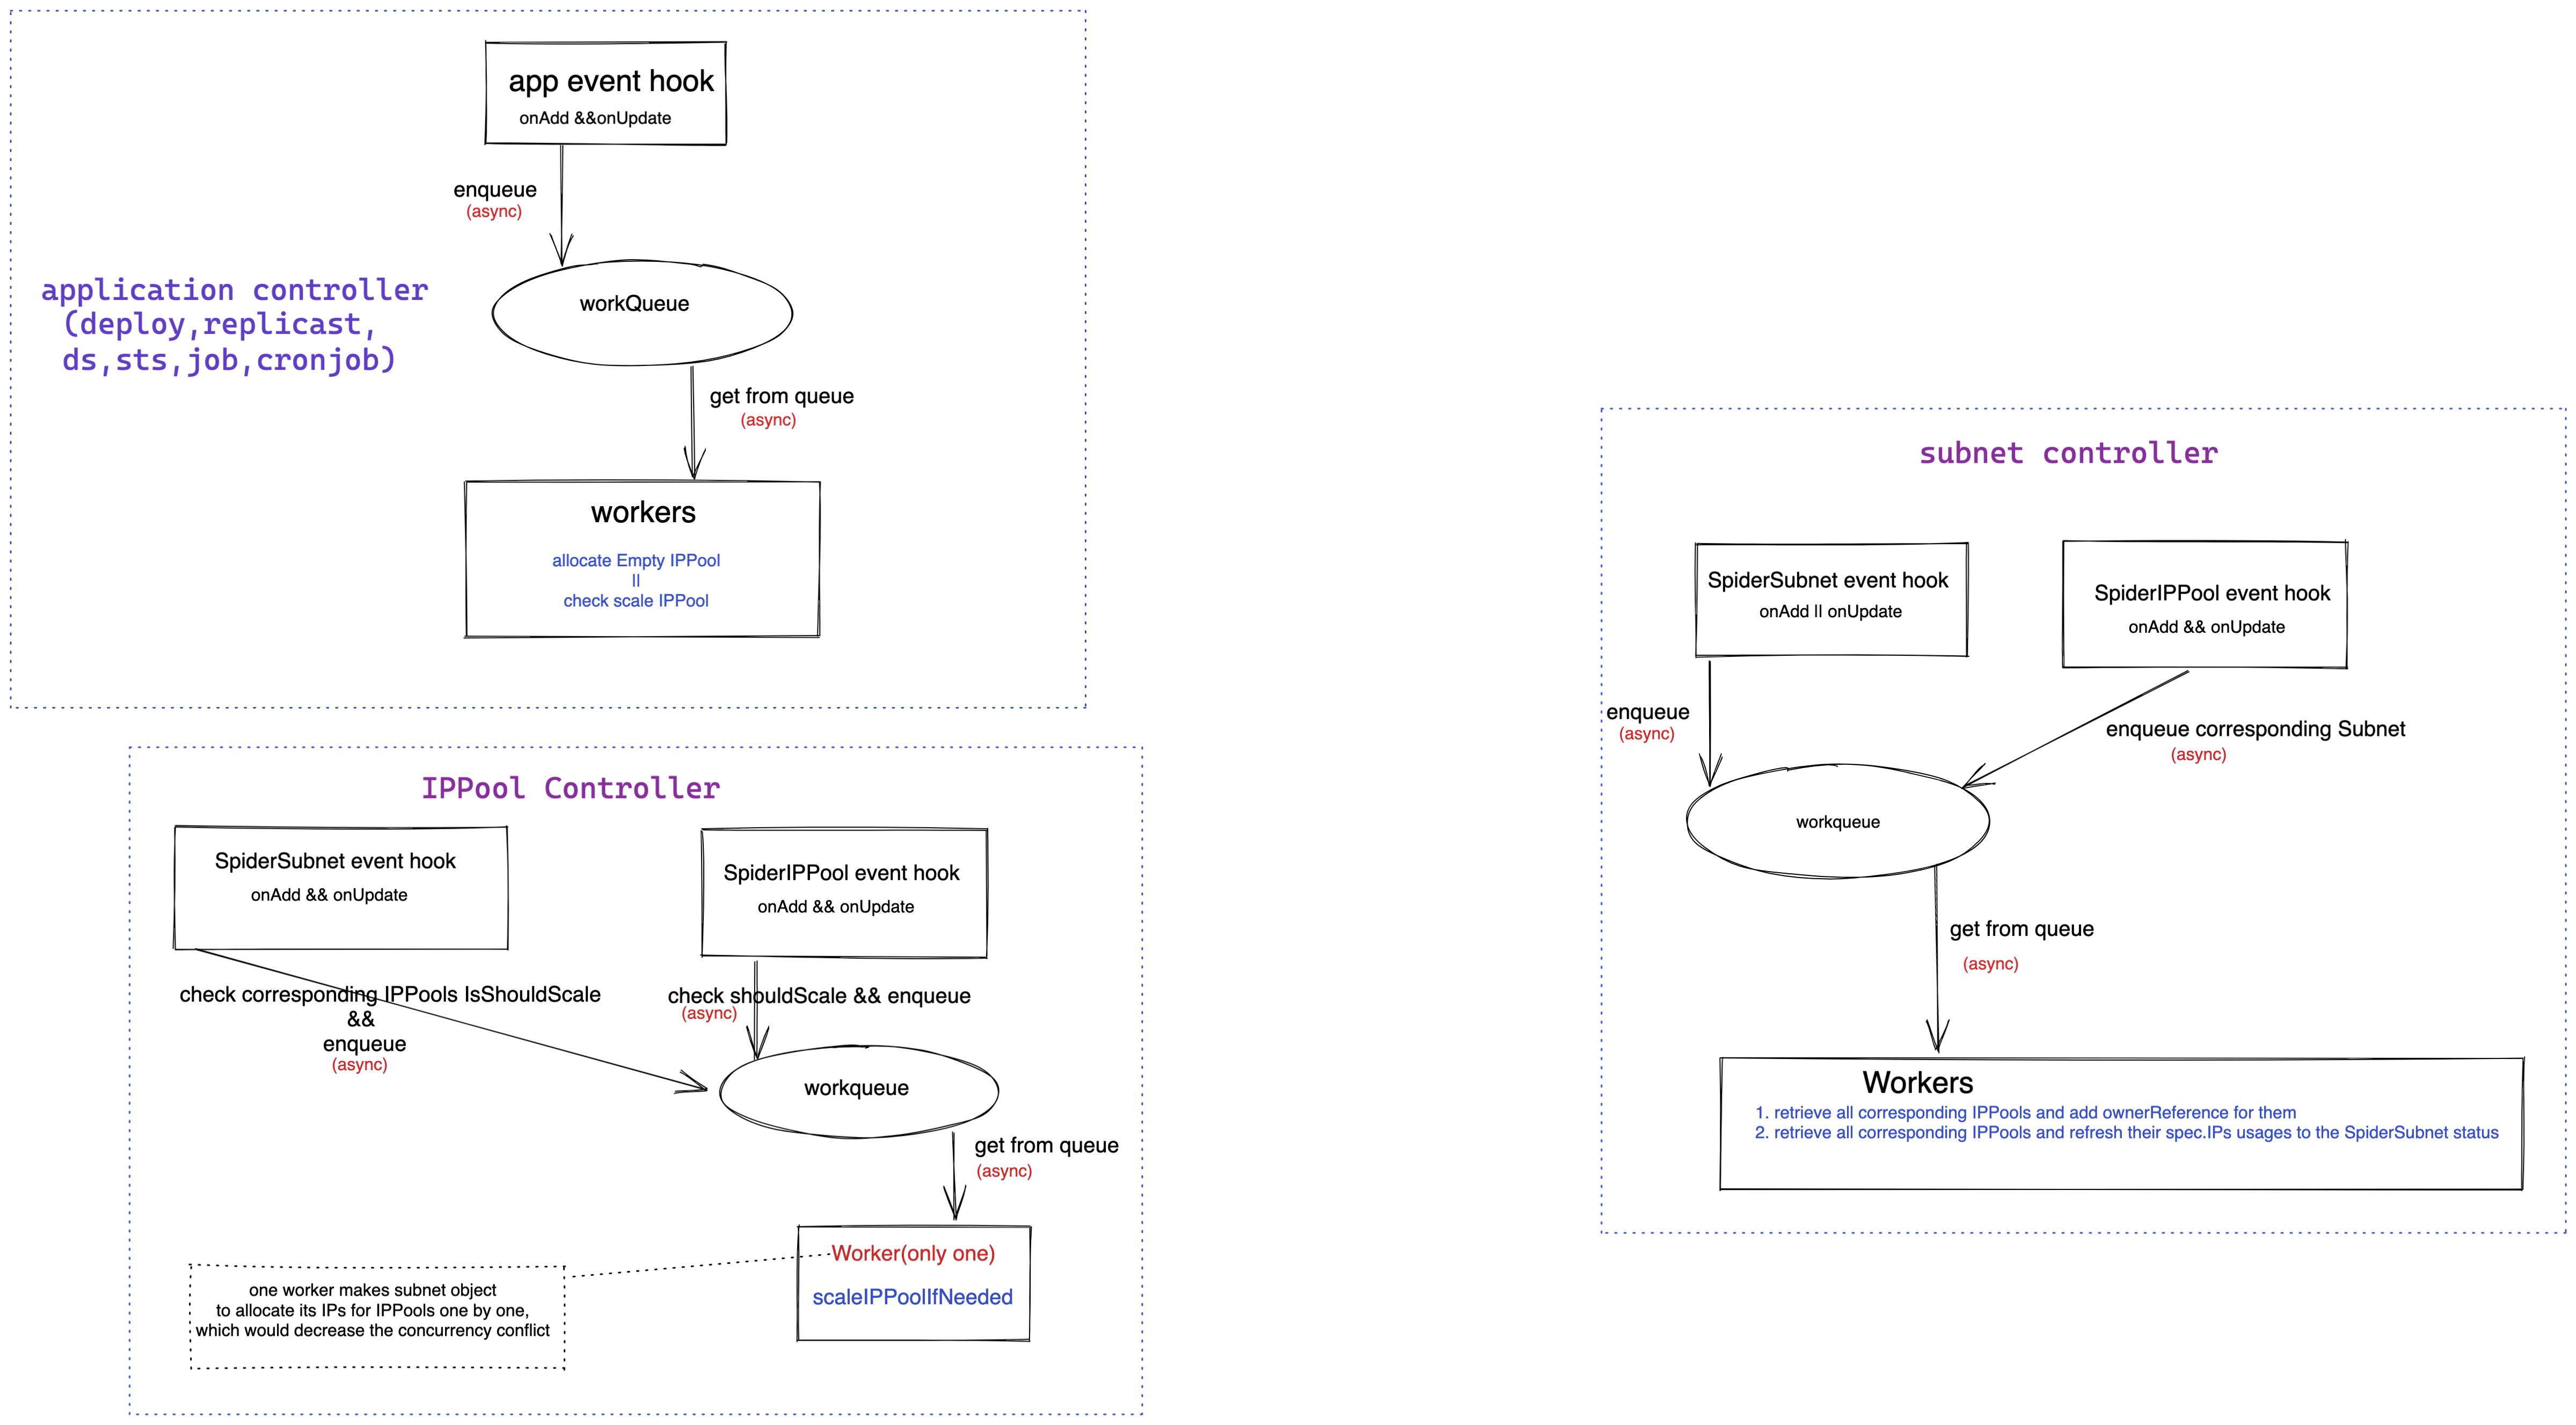 app event hook
onAdd &&onUpdate
enqueue
(async)
application controller
(deploy,replicast,
ds,sts,job,cronjob)
workQueue
get from queue
(async)
workers
allocate Empty IPPool
||
check scale IPPool
IPPool Controller
SpiderSubnet event hook
onAdd && onUpdate
SpiderIPPool event hook
onAdd && onUpdate
check corresponding IPPools IsShouldScale
&&
enqueue
(async)
check shouldScale && enqueue
(async)
workqueue
get from queue
(async)
Worker(only one)
scaleIPPoolIfNeeded
one worker makes subnet object
to allocate its IPs for IPPools one by one,
which would decrease the concurrency conflict
subnet controller
SpiderSubnet event hook
onAdd || onUpdate
SpiderIPPool event hook
onAdd && onUpdate
enqueue
(async)
enqueue corresponding Subnet
(async)
workqueue
get from queue
(async)
Workers
1. retrieve all corresponding IPPools and add ownerReference for them
2. retrieve all corresponding IPPools and refresh their spec.IPs usages to the SpiderSubnet status